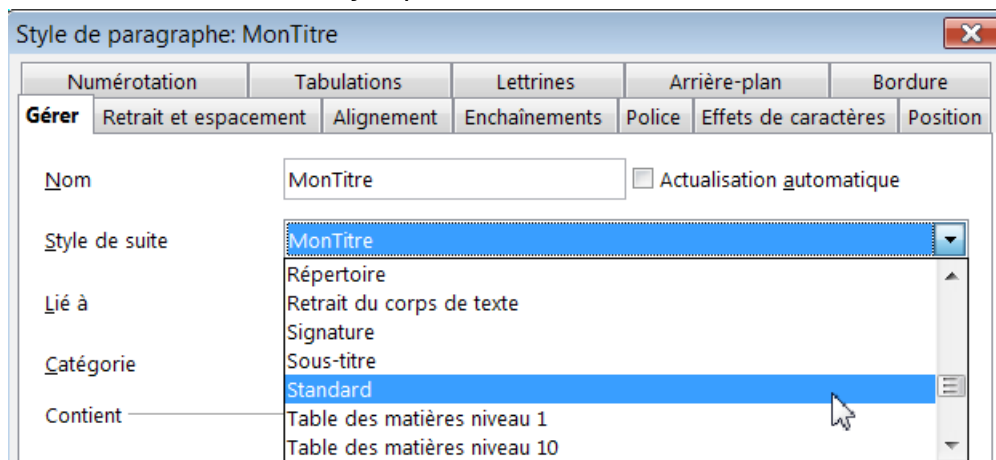 Style de paragraphe: MonTitre
Numérotation Tabulations Lettrines Arrière-plan Bordure
Gérer Retrait et espacement Alignement Enchaînements Police Effets de caractères Position
Nom MonTitre Actualisation automatique
Style de suite MonTitre
Répertoire
Lié à Retrait du corps de texte
Signature
Catégorie Sous-titre
Standard
Contient Table des matières niveau 1
Table des matières niveau 10